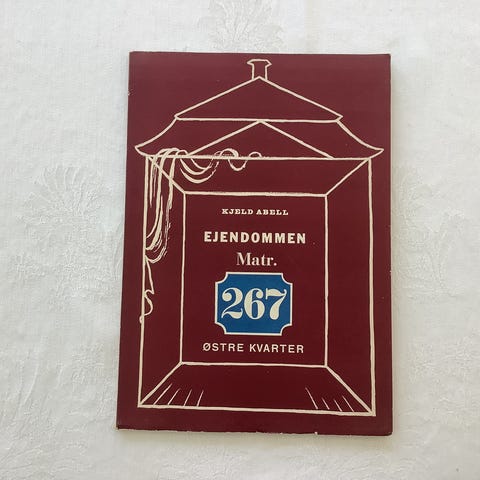 KJELD ABELL
EJENDOMMEN
Matr.
267
ØSTRE KVARTER